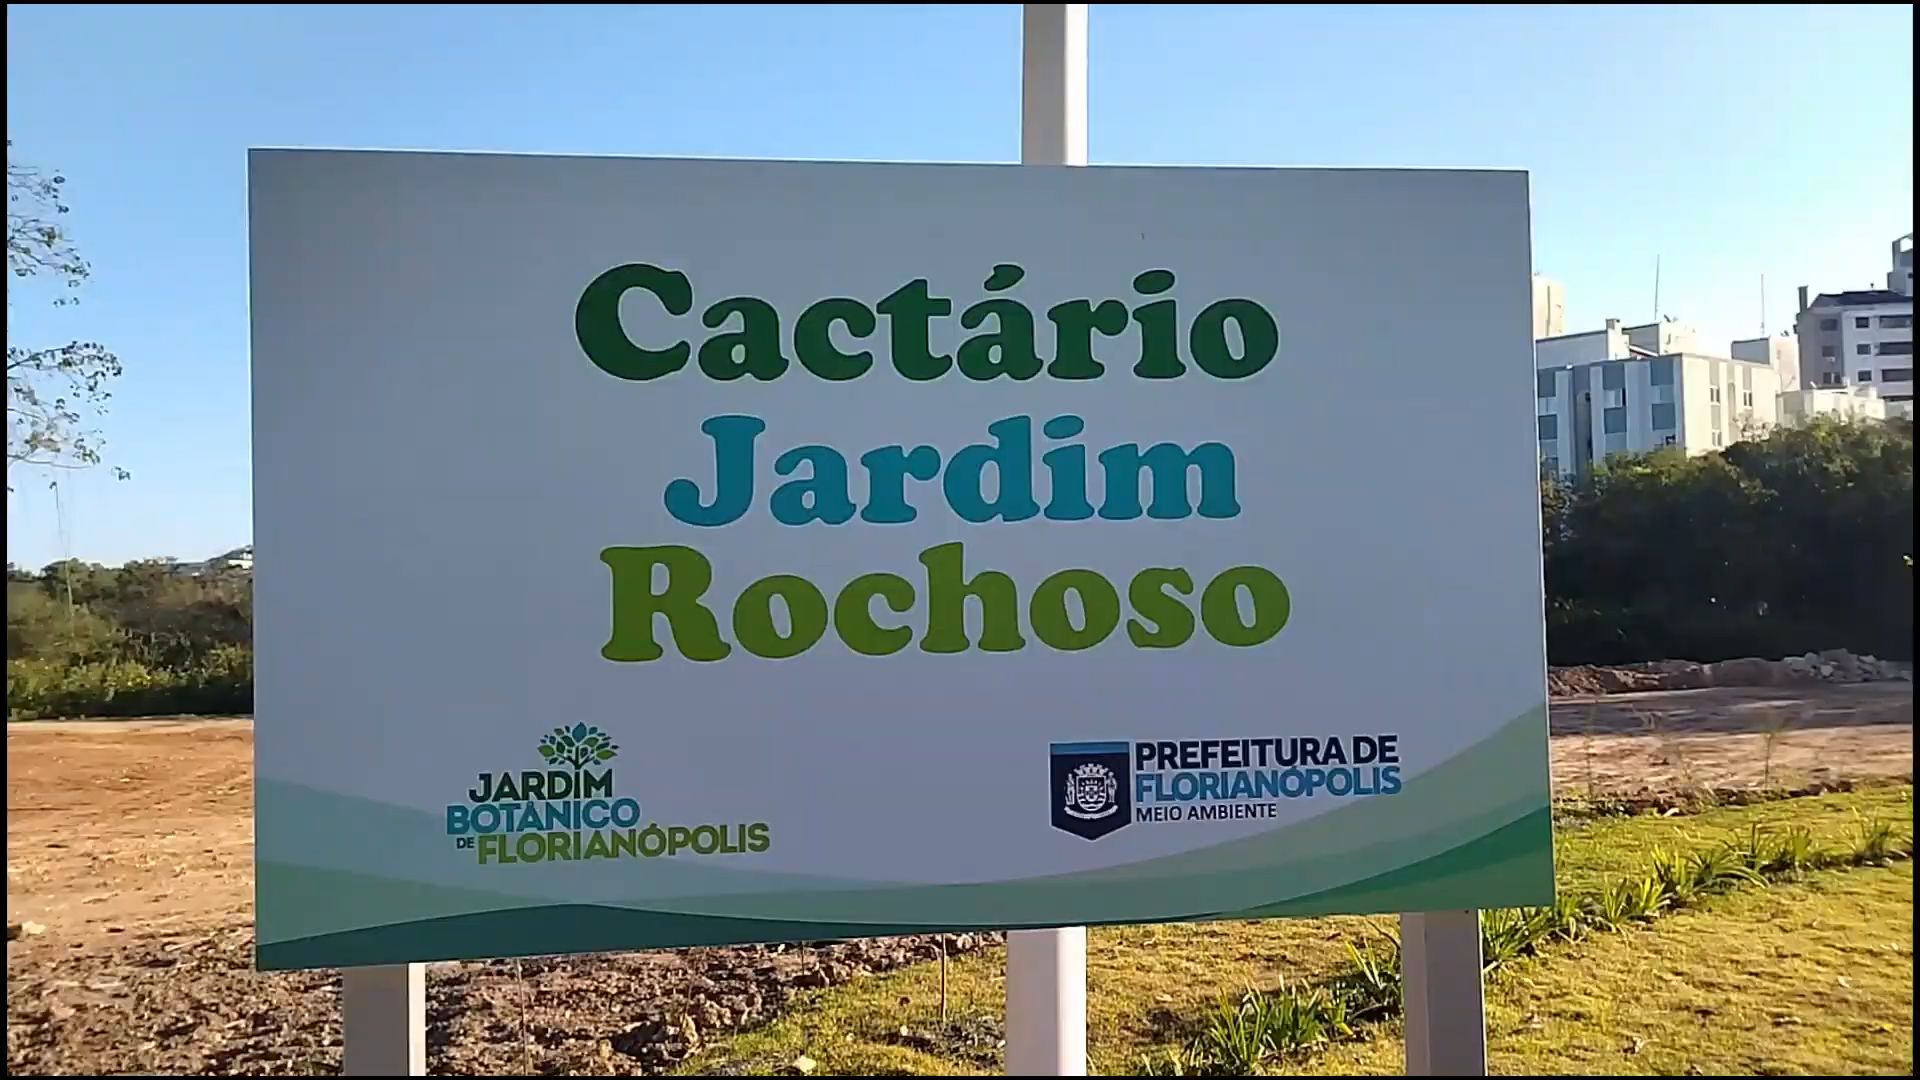 Cactário
Jardim
Rochoso
JARDIM
BOTÂNICO
DE FLORIANÓPOLIS
PREFEITURA DE
FLORIANÓPOLIS
MEIO AMBIENTE